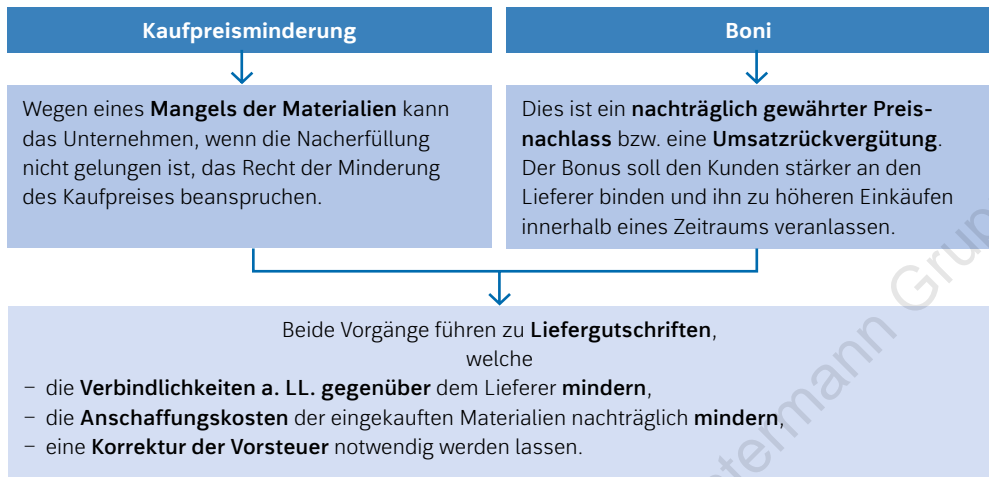 Kaufpreisminderung
Wegen eines Mangels der Materialien kann
das Unternehmen, wenn die Nacherfüllung
nicht gelungen ist, das Recht der Minderung
des Kaufpreises beanspruchen.
Boni
Dies ist ein nachträglich gewährter Preis-
nachlass bzw. eine Umsatzrückvergütung.
Der Bonus soll den Kunden stärker an den
Lieferer binden und ihn zu höheren Einkäufen
innerhalb eines Zeitraums veranlassen.
Beide Vorgänge führen zu Liefergutschriften,
welche
– die Verbindlichkeiten a. LL. gegenüber dem Lieferer mindern,
– die Anschaffungskosten der eingekauften Materialien nachträglich mindern,
– eine Korrektur der Vorsteuer notwendig werden lassen.